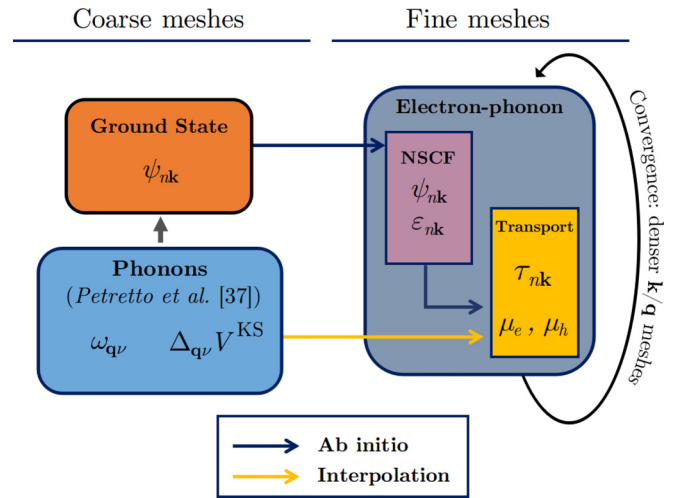 Coarse meshes
Fine meshes
Ground State
ψnk
Phonons
(Petretto et al. [37])
ωqν ΔqνV^KS
Electron-phonon
NSCF
ψnk
εnk
Transport
τnk
μe , μh
Convergence: denser k/q meshes
Ab initio
Interpolation